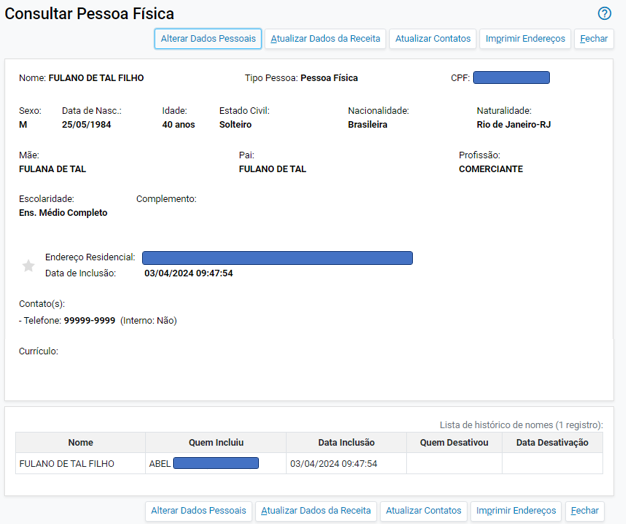 Consultar Pessoa Física
Alterar Dados Pessoais Atualizar Dados da Receita Atualizar Contatos Imprimir Endereços Fechar
Nome: FULANO DE TAL FILHO Tipo Pessoa: Pessoa Física CPF:
Sexo: Data de Nasc.: Idade: Estado Civil: Nacionalidade: Naturalidade:
M 25/05/1984 40 anos Solteiro Brasileira Rio de Janeiro-RJ
Mãe: Pai: Profissão:
FULANA DE TAL FULANO DE TAL COMERCIANTE
Escolaridade: Complemento:
Ens. Médio Completo
Endereço Residencial:
Data de Inclusão: 03/04/2024 09:47:54
Contato(s):
- Telefone: 99999-9999 (Interno: Não)
Currículo:
Lista de histórico de nomes (1 registro):
Nome Quem Incluiu Data Inclusão Quem Desativou Data Desativação
FULANO DE TAL FILHO ABEL 03/04/2024 09:47:54
Alterar Dados Pessoais Atualizar Dados da Receita Atualizar Contatos Imprimir Endereços Fechar